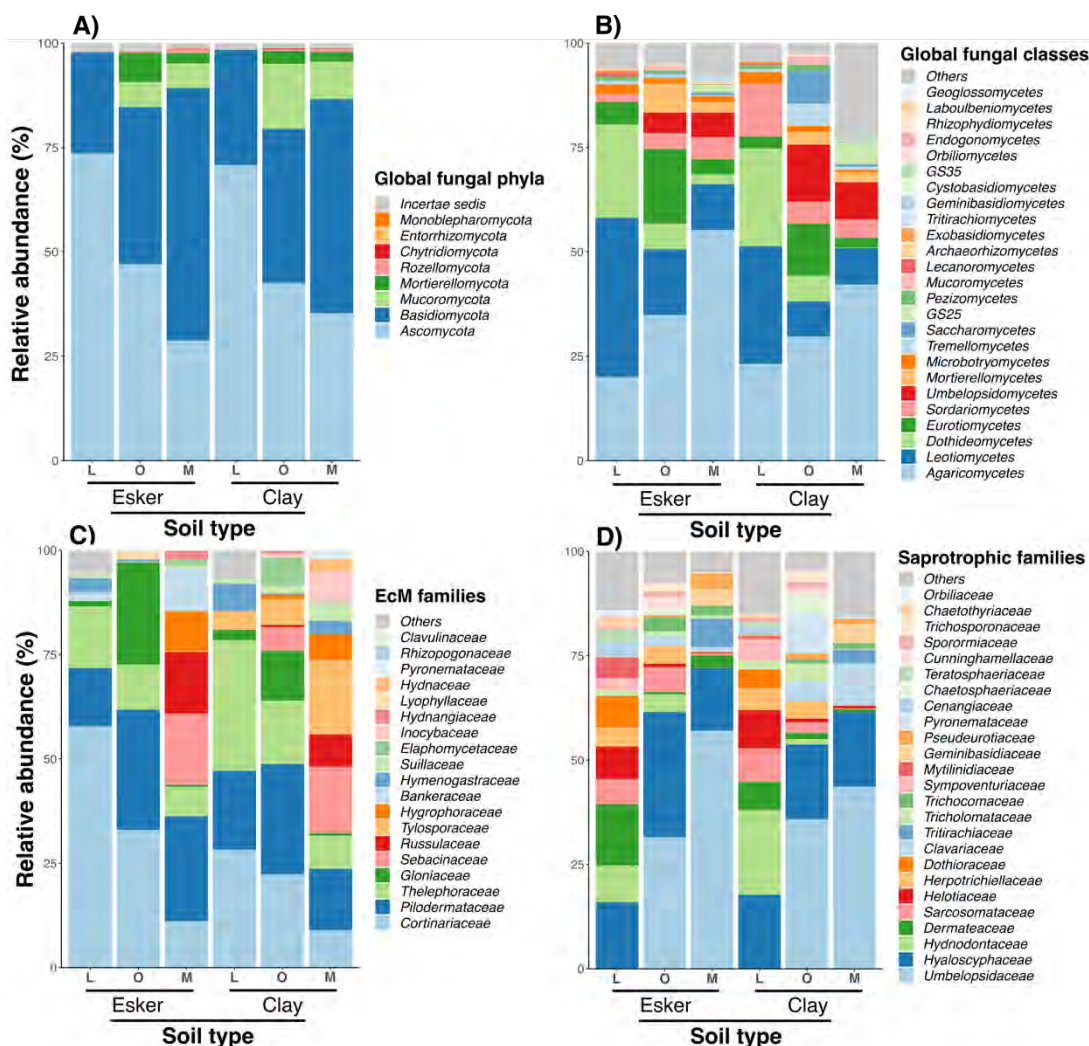 A)
100
75
50
25
0
Relative abundance (%)
L O M L O M
Esker Clay
Soil type
Global fungal phyla
Incertae sedis
Monoblepharomycota
Entorrhizomycota
Chytridiomycota
Rozellomycota
Mortierellomycota
Mucoromycota
Basidiomycota
Ascomycota
B)
100
75
50
25
0
Relative abundance (%)
L O M L O M
Esker Clay
Soil type
Global fungal classes
Others
Geoglossomycetes
Laboulbeniomycetes
Rhizophydiomycetes
Endogonomycetes
Orbiliomycetes
GS35
Cystobasidiomycetes
Geminibasidiomycetes
Tritirachiomycetes
Exobasidiomycetes
Archaeorhizomycetes
Lecanoromycetes
Mucoromycetes
Pezizomycetes
GS25
Saccharomycetes
Tremellomycetes
Microbotryomycetes
Mortierellomycetes
Umbelopsidomycetes
Sordariomycetes
Eurotiomycetes
Dothideomycetes
Leotiomycetes
Agaricomycetes
C)
100
75
50
25
0
Relative abundance (%)
L O M L O M
Esker Clay
Soil type
EcM families
Others
Clavulinaceae
Rhizopogonaceae
Pyronemataceae
Hydnaceae
Lyophyllaceae
Hydnangiaceae
Inocybaceae
Elaphomycetaceae
Suillaceae
Hymenogastraceae
Bankeraceae
Hygrophoraceae
Tylosporaceae
Russulaceae
Sebacinaceae
Gloniaceae
Thelephoraceae
Pilodermataceae
Cortinariaceae
D)
100
75
50
25
0
L O M L O M
Esker Clay
Soil type
Saprotrophic families
Others
Orbiliaceae
Chaetothyriaceae
Trichosporonaceae
Sporormiaceae
Cunninghamellaceae
Teratosphaeriaceae
Chaetosphaeriaceae
Cenangiaceae
Pyronemataceae
Pseudeurotiaceae
Geminibasidiaceae
Mytilinidiaceae
Sympoventuriaceae
Trichocomaceae
Tricholomataceae
Tritirachiaceae
Clavariaceae
Dothioraceae
Herpotrichiellaceae
Helotiaceae
Sarcosomataceae
Dermateaceae
Hydnodontaceae
Hyaloscyphaceae
Umbelopsidaceae